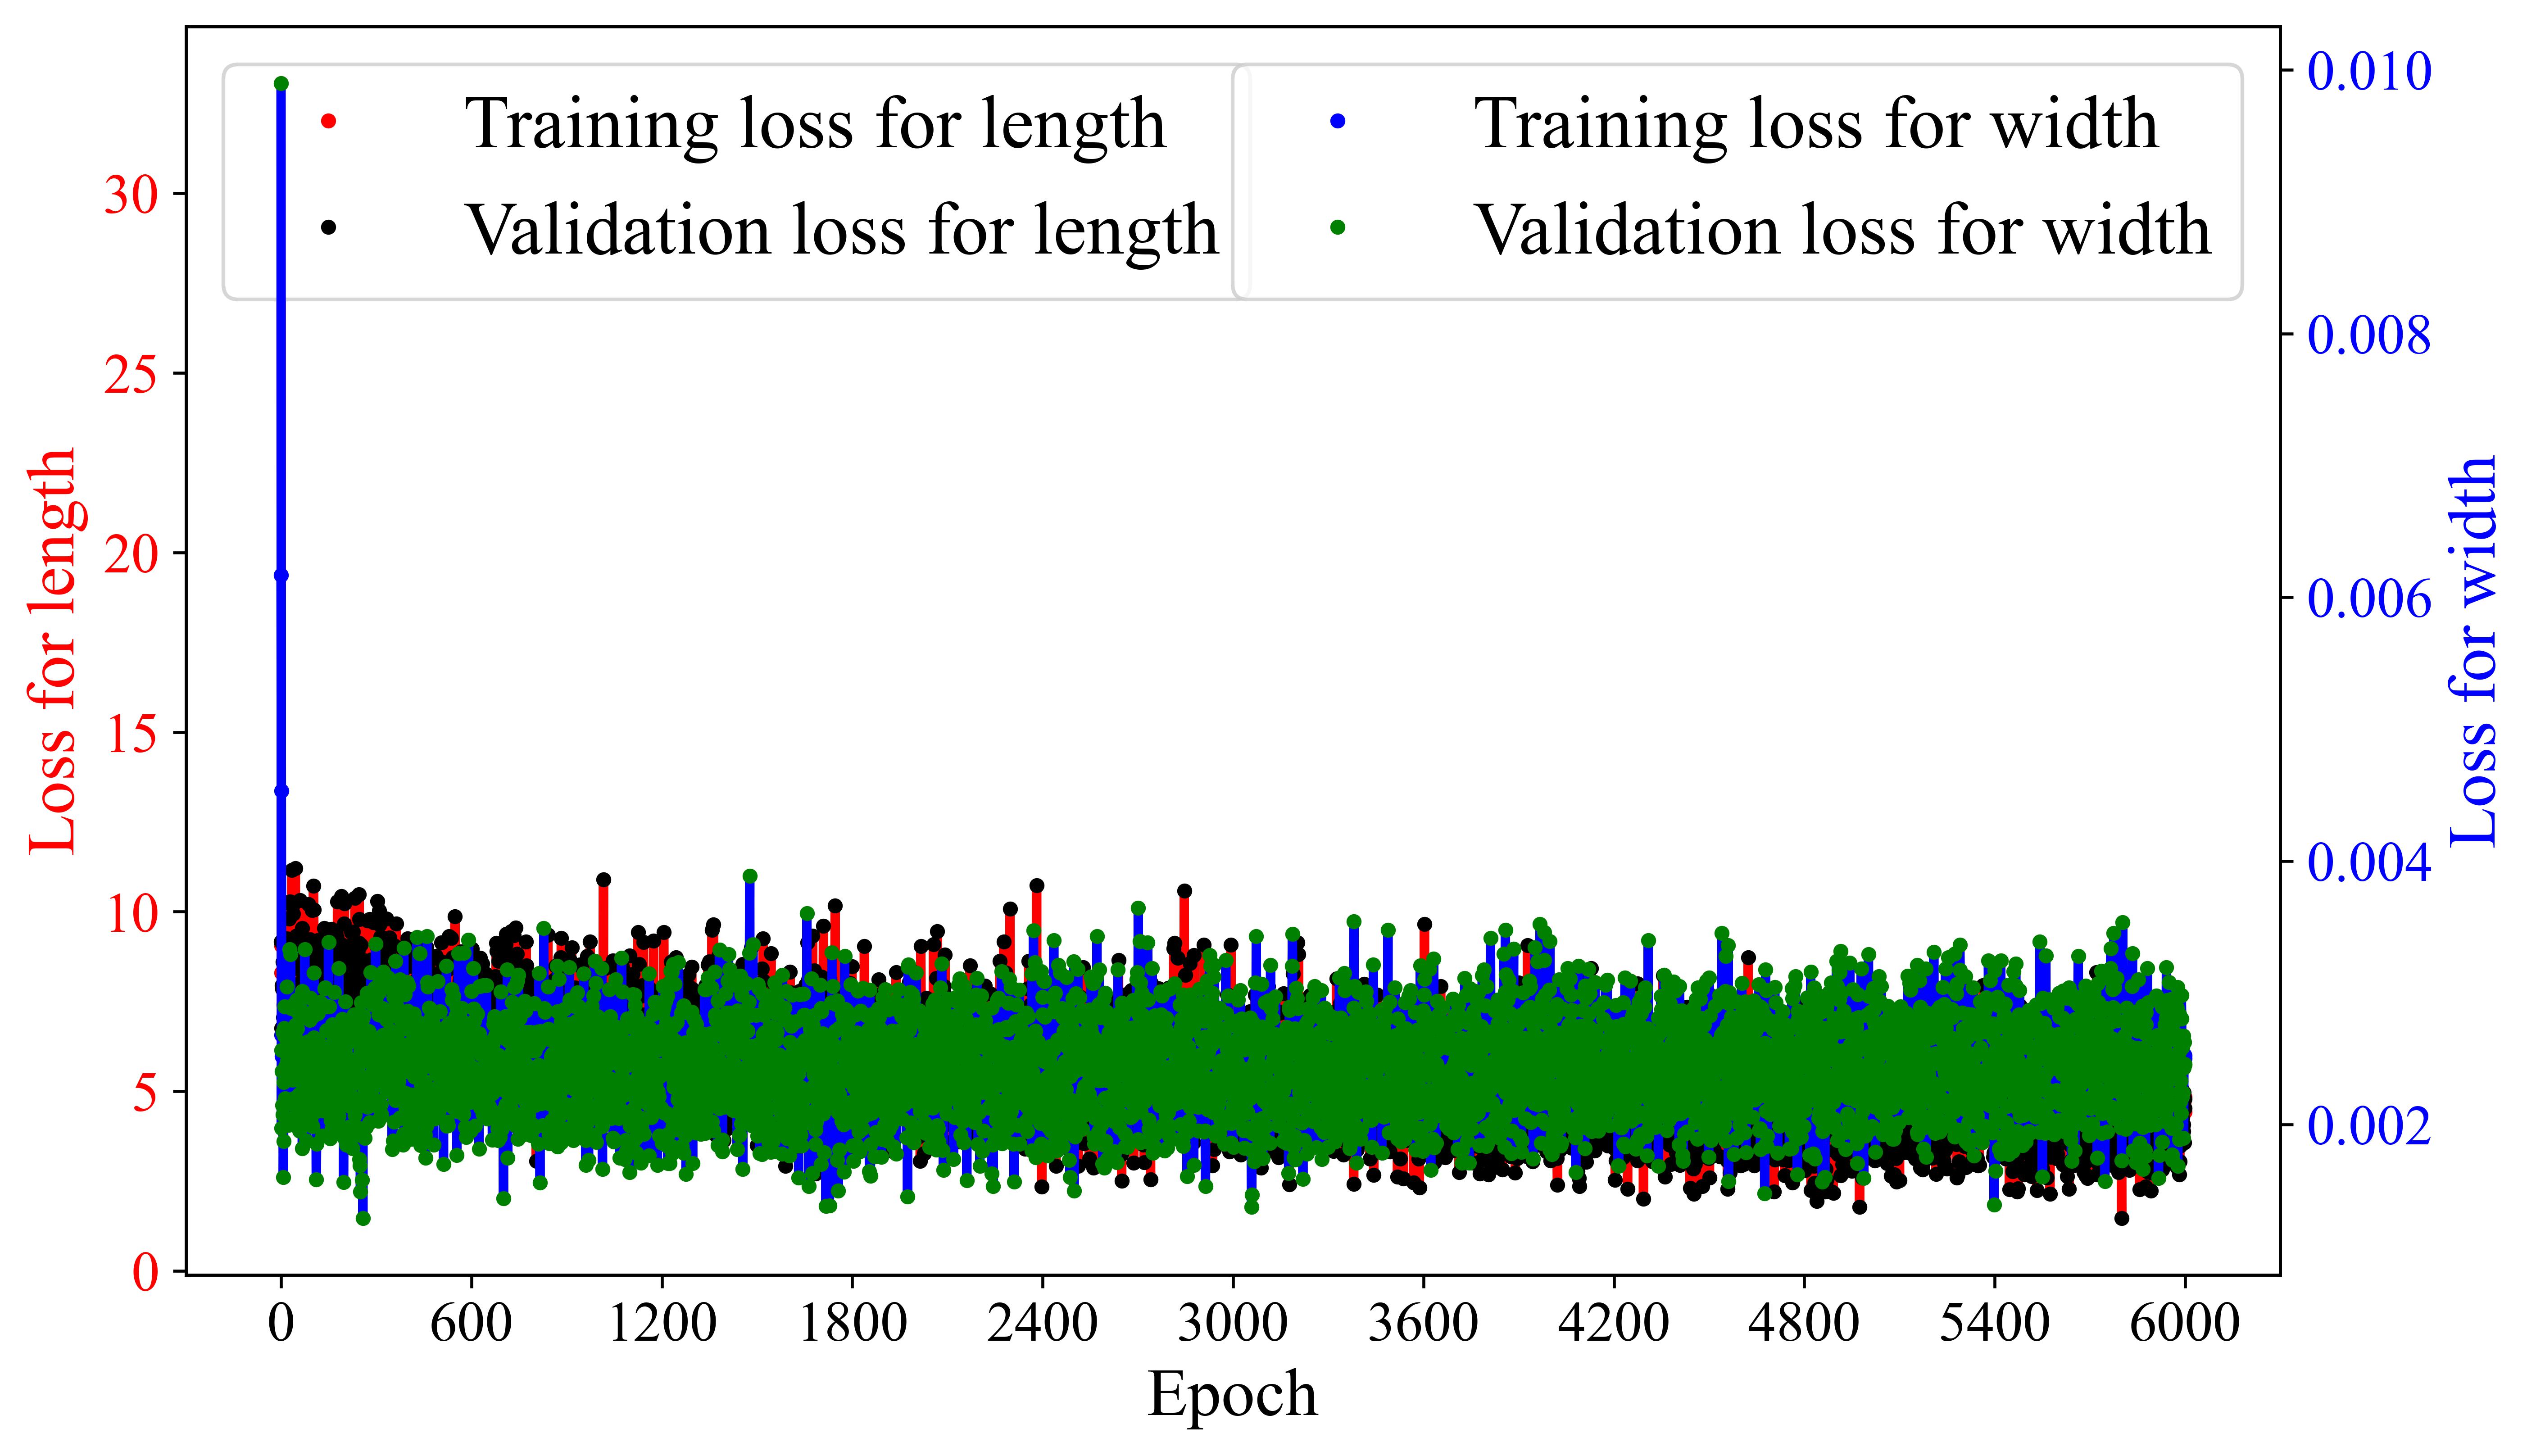 Training loss for length
Validation loss for length
Training loss for width
Validation loss for width
Loss for length
30
25
20
15
10
5
0
0.010
0.008
0.006
0.004
0.002
Loss for width
0 600 1200 1800 2400 3000 3600 4200 4800 5400 6000
Epoch